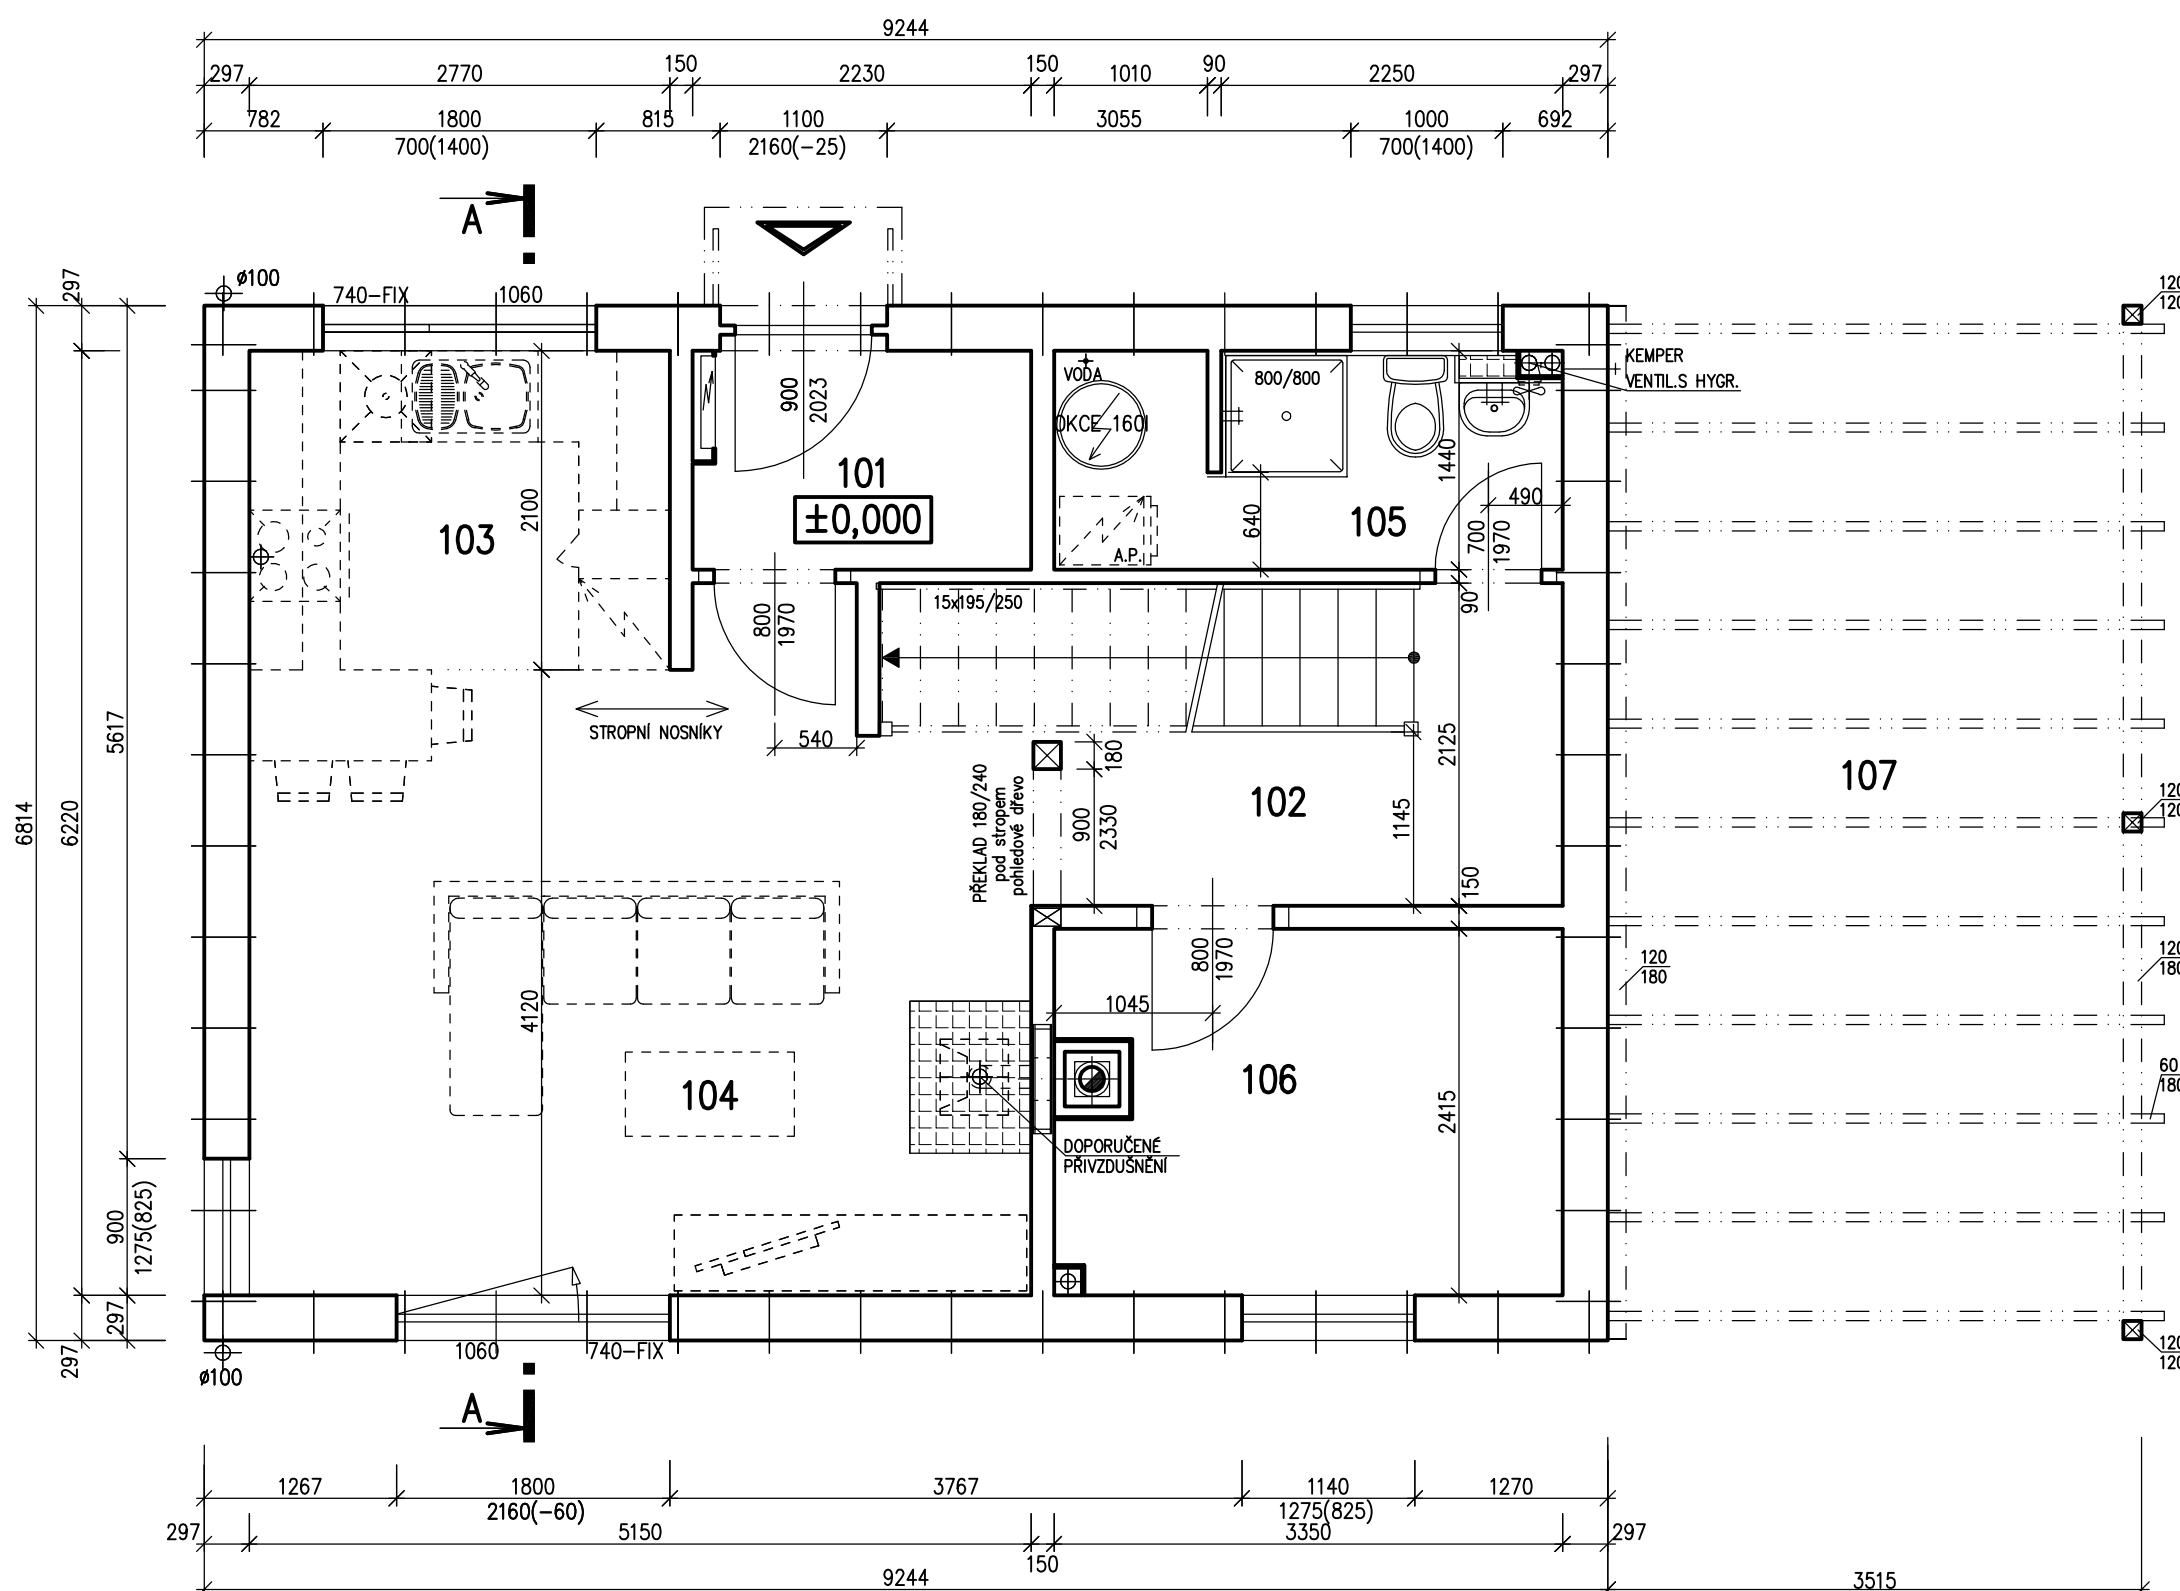 9244
297 2770 150 2230 150 1010 90 2250 297
782 1800 815 1100 3055 1000 692
700(1400) 2160(-25) 700(1400)
A
ø100
740-FIX 1060
297
6814
6220
5617
900
1275(825)
297
297
103
2100
900
2023
101
±0,000
VODA
800/800
A.P.
640
1440
105
490
700
1970
90
KEMPER
VENTIL.S HYGR.
15x195/250
800
1970
540
STROPNÍ NOSNÍKY
PŘEKLAD 180/240
pod stropem
pohledové dřevo
180
900
2330
102
2125
1145
150
107
120
180
4120
104
800
1970
1045
106
2415
DOPORUČENÉ
PŘIVZDUŠNĚNÍ
60
1060 740-FIX
ø100
A
1267 1800 3767 1140 1270
2160(-60) 1275(825)
297 5150 150 3350 297
9244 3515